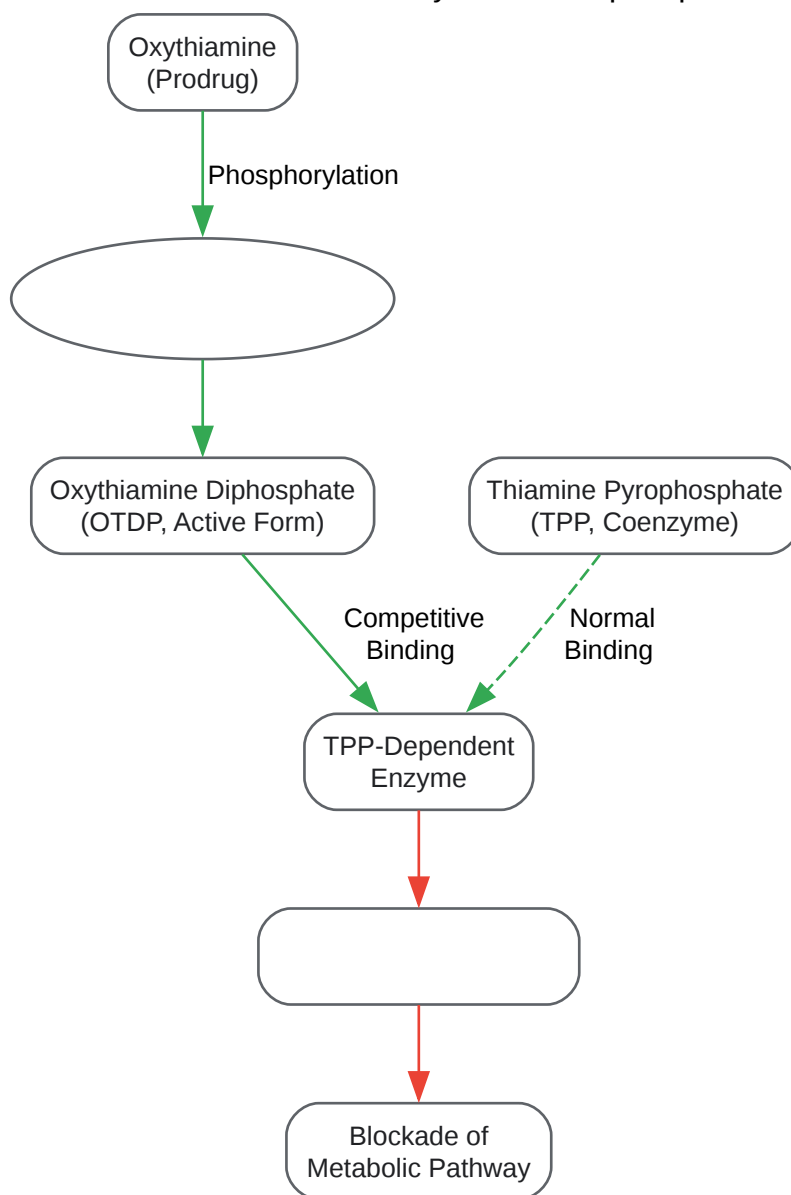 Oxythiamine
(Prodrug)
Phosphorylation
Oxythiamine Diphosphate
(OTDP, Active Form)
Thiamine Pyrophosphate
(TPP, Coenzyme)
Competitive
Binding
Normal
Binding
TPP-Dependent
Enzyme
Blockade of
Metabolic Pathway